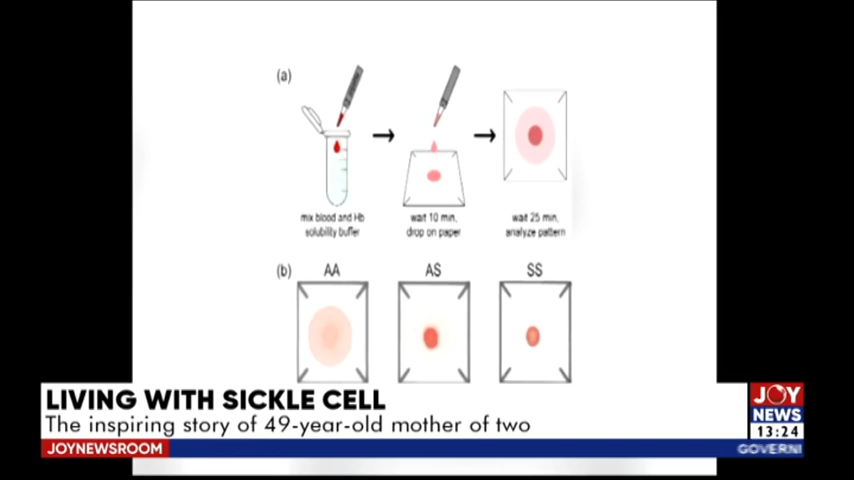 (a)
mix blood and Hb
solubility buffer
wait 10 min,
drop on paper
wait 25 min,
analyze pattern
(b)
AA
AS
SS
LIVING WITH SICKLE CELL
The inspiring story of 49-year-old mother of two
JOYNEWSROOM
JOY
NEWS
13:24
GOVERNI